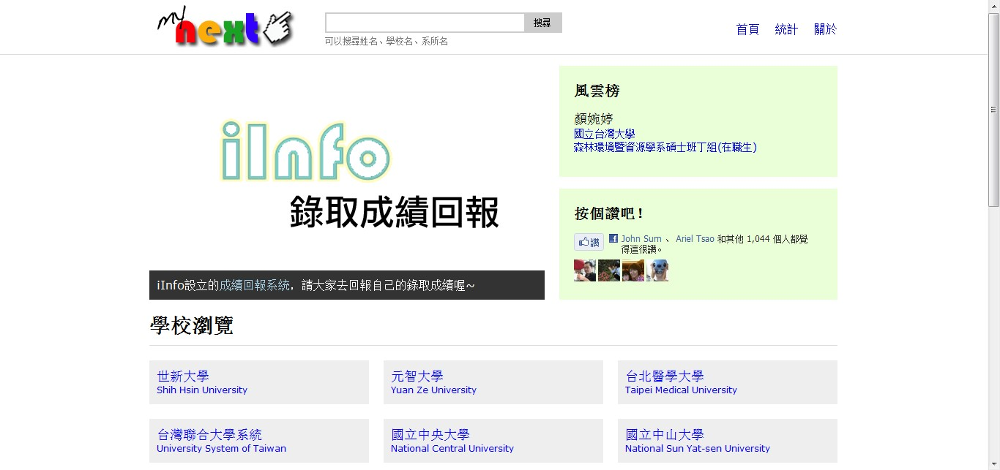 my next
搜尋
可以搜尋姓名、學校名、系所名
首頁 統計 關於
iInfo
錄取成績回報
iInfo設立的成績回報系統，請大家去回報自己的錄取成績喔~
風雲榜
顏婉婷
國立台灣大學
森林環境暨資源學系碩士班丁組(在職生)
按個讚吧！
讚
John Sum 、 Ariel Tsao 和其他 1,044 個人都覺
得這很讚。
學校瀏覽
世新大學
Shih Hsin University
元智大學
Yuan Ze University
台北醫學大學
Taipei Medical University
台灣聯合大學系統
University System of Taiwan
國立中央大學
National Central University
國立中山大學
National Sun Yat-sen University